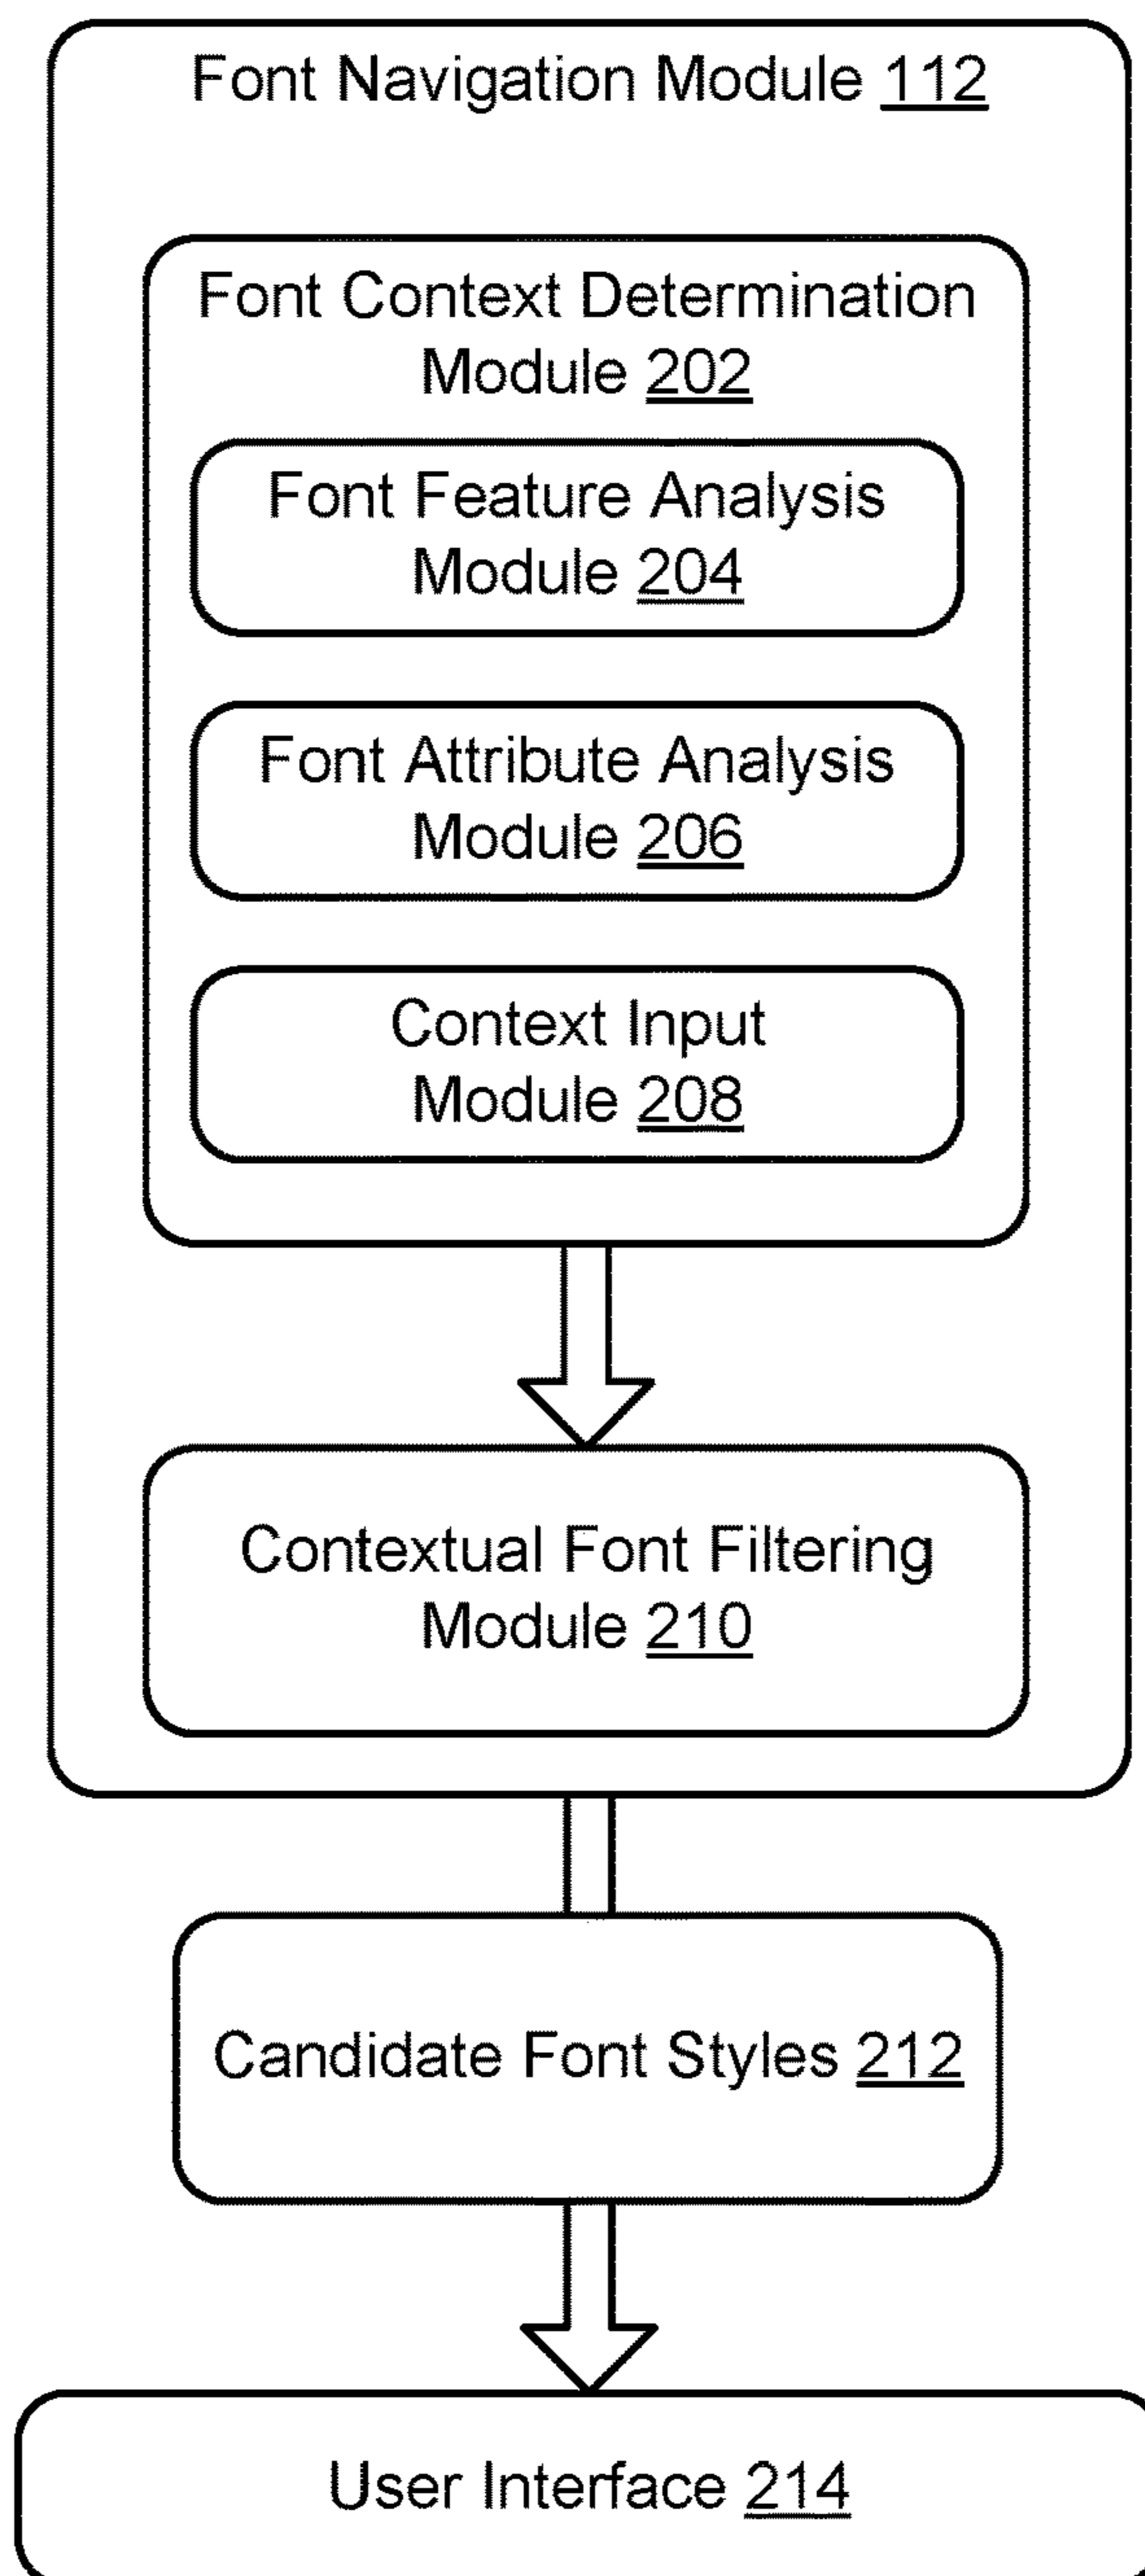 Font Navigation Module 112
Font Context Determination
Module 202
Font Feature Analysis
Module 204
Font Attribute Analysis
Module 206
Context Input
Module 208
Contextual Font Filtering
Module 210
Candidate Font Styles 212
User Interface 214